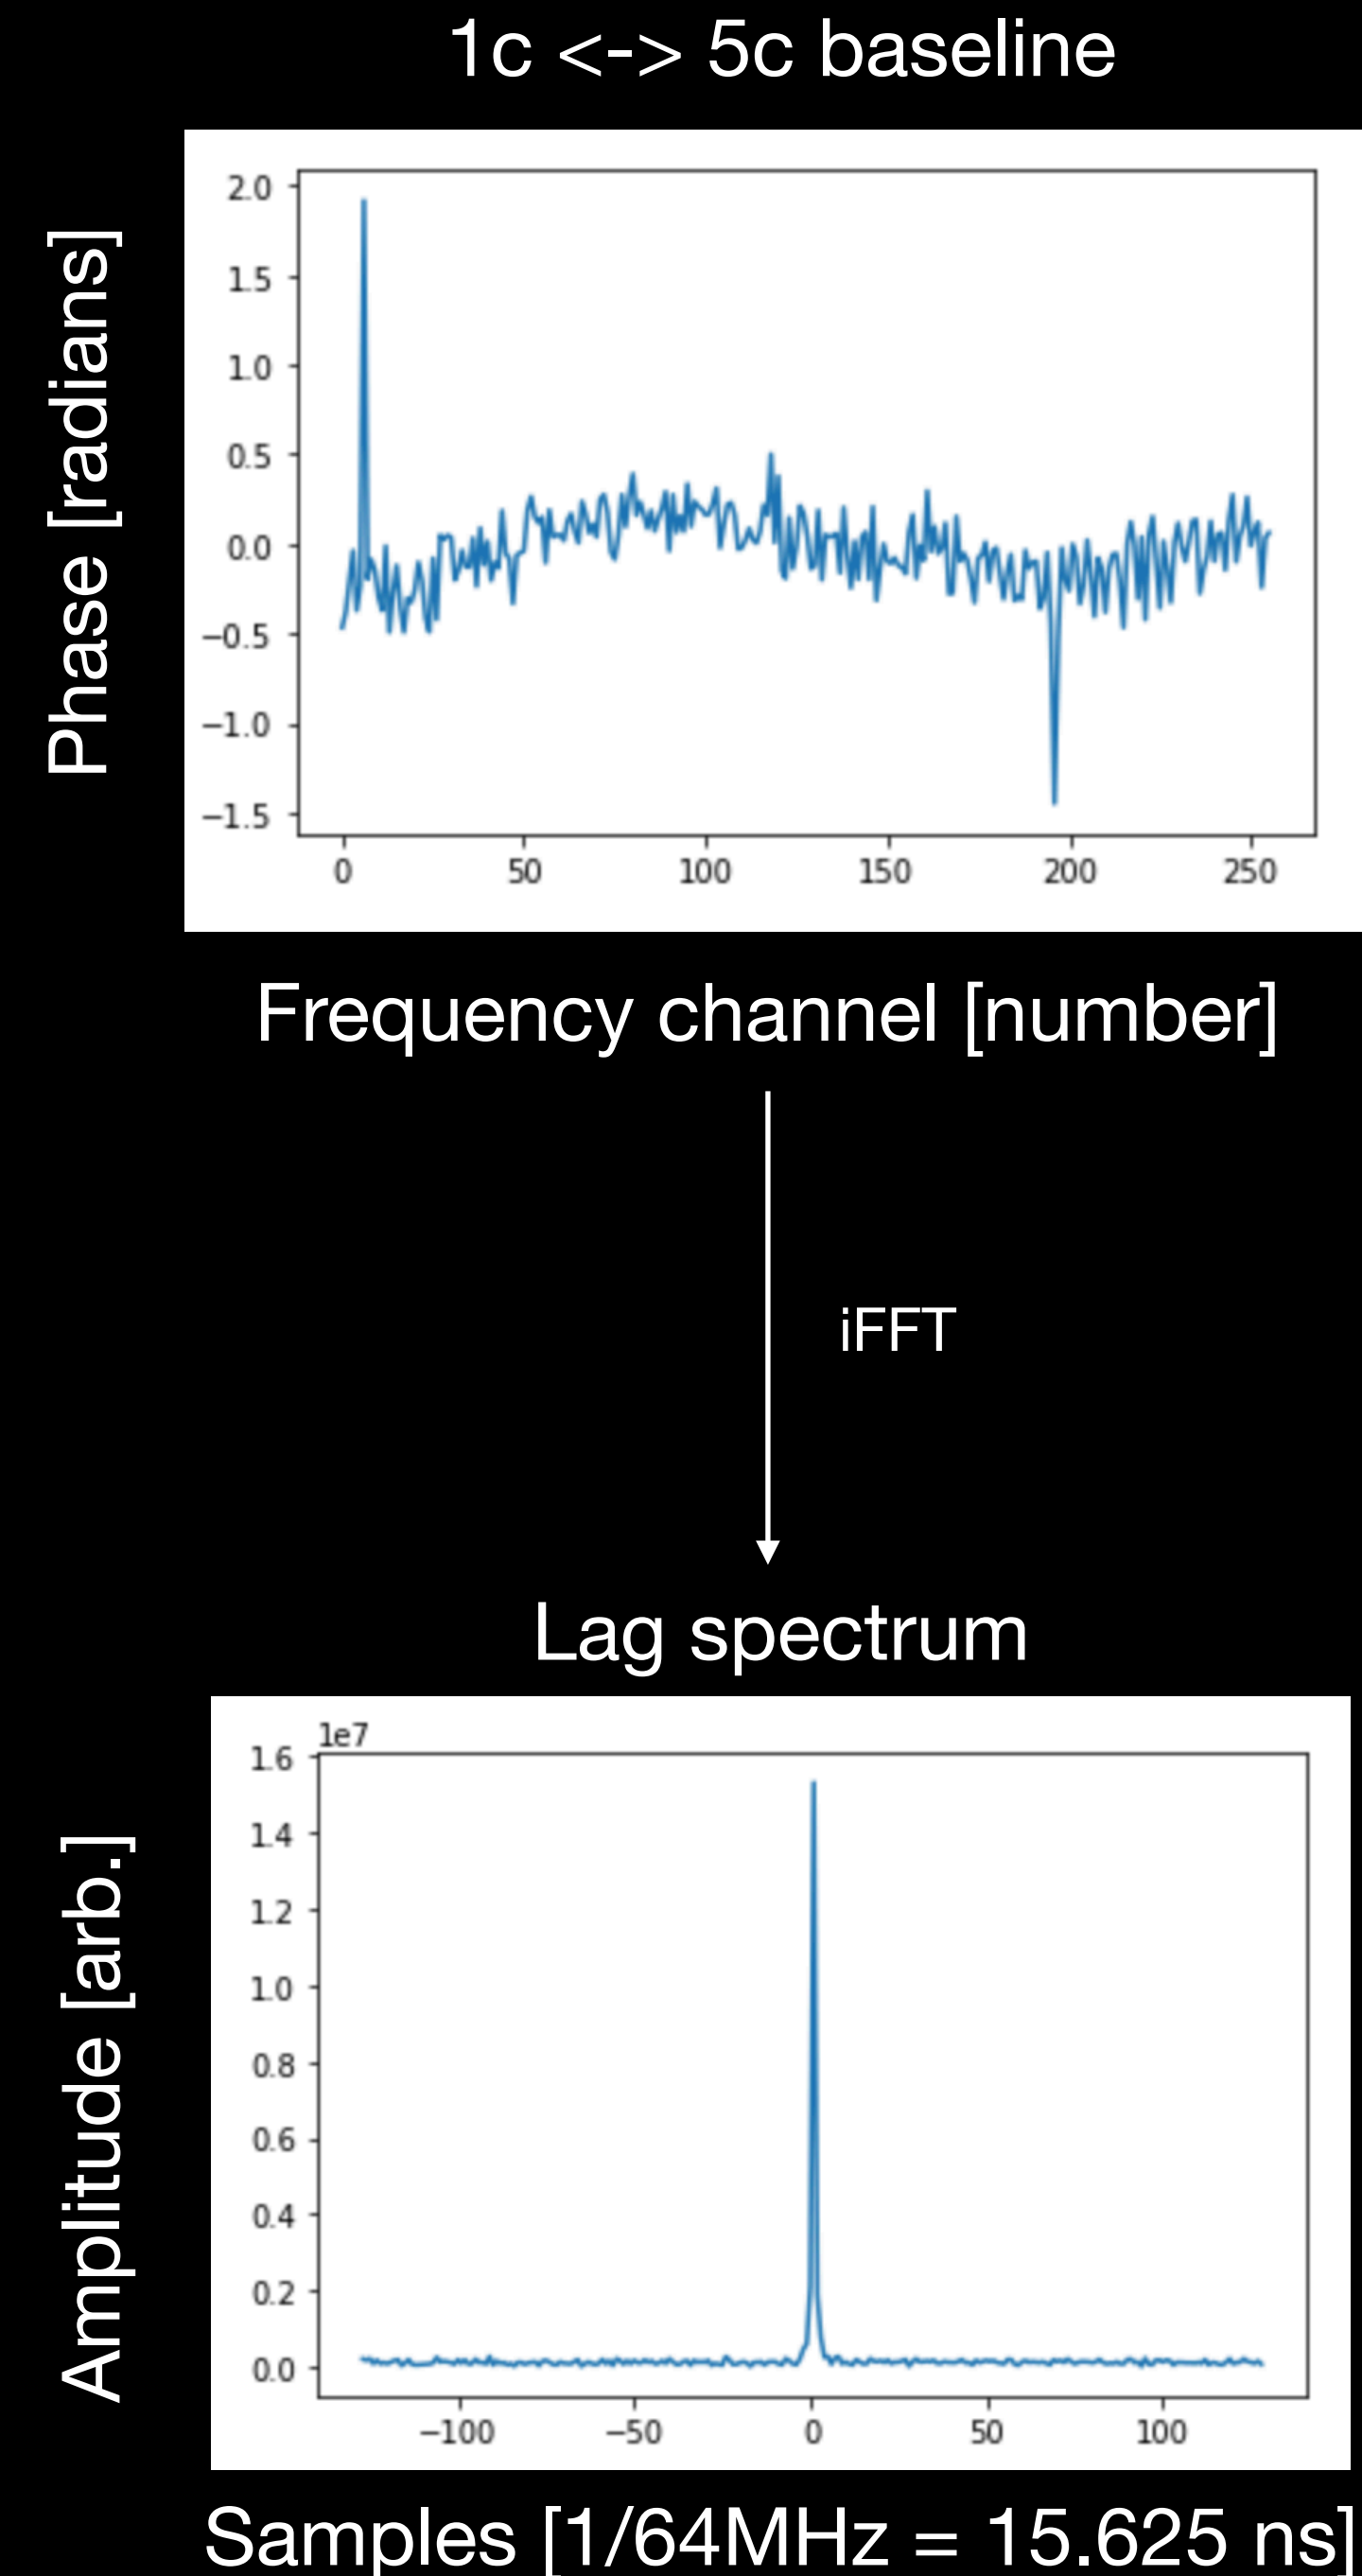 1c <-> 5c baseline
Phase [radians]
2.0
1.5
1.0
0.5
0.0
−0.5
−1.0
−1.5
0 50 100 150 200 250
Frequency channel [number]
iFFT
Lag spectrum
1e7
Amplitude [arb.]
1.6
1.4
1.2
1.0
0.8
0.6
0.4
0.2
0.0
−100 −50 0 50 100
Samples [1/64MHz = 15.625 ns]